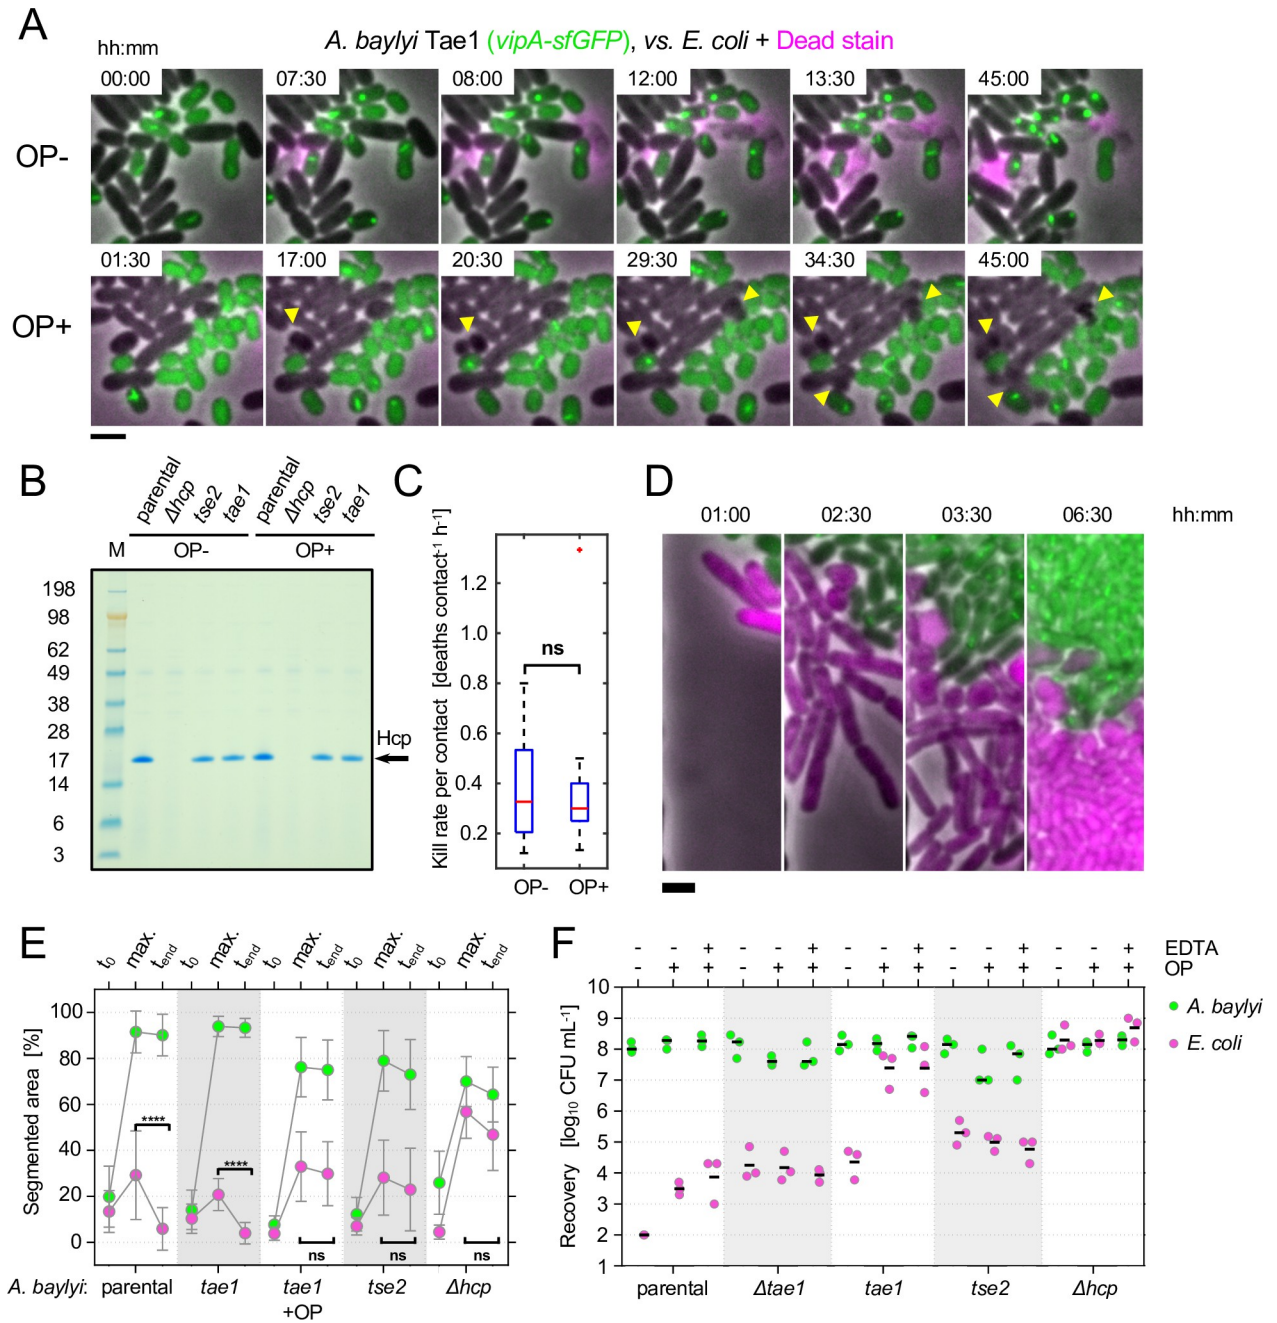 A
hh:mm
A. baylyi Tae1 (vipA-sfGFP), vs. E. coli + Dead stain
OP-
00:00 07:30 08:00 12:00 13:30 45:00
OP+
01:30 17:00 20:30 29:30 34:30 45:00
B
parental Δhcp tse2 tae1 parental Δhcp tse2 tae1
M OP- OP+
198
98
62
49
38
28
17
14
6
3
Hcp
C
Kill rate per contact [deaths contact⁻¹ h⁻¹]
1.2
1.0
0.8
0.6
0.4
0.2
ns
OP- OP+
D
01:00 02:30 03:30 06:30 hh:mm
E
t₀ max. tend t₀ max. tend t₀ max. tend t₀ max. tend t₀ max. tend
Segmented area [%]
100
80
60
40
20
0
**** **** ns ns ns
A. baylyi: parental tae1 tae1 tse2 Δhcp
+OP
F
- - + - - + - - + - - + - - + EDTA
- + + - + + - + + - + + - + + OP
Recovery [log₁₀ CFU mL⁻¹]
10
9
8
7
6
5
4
3
2
1
A. baylyi
E. coli
parental Δtae1 tae1 tse2 Δhcp